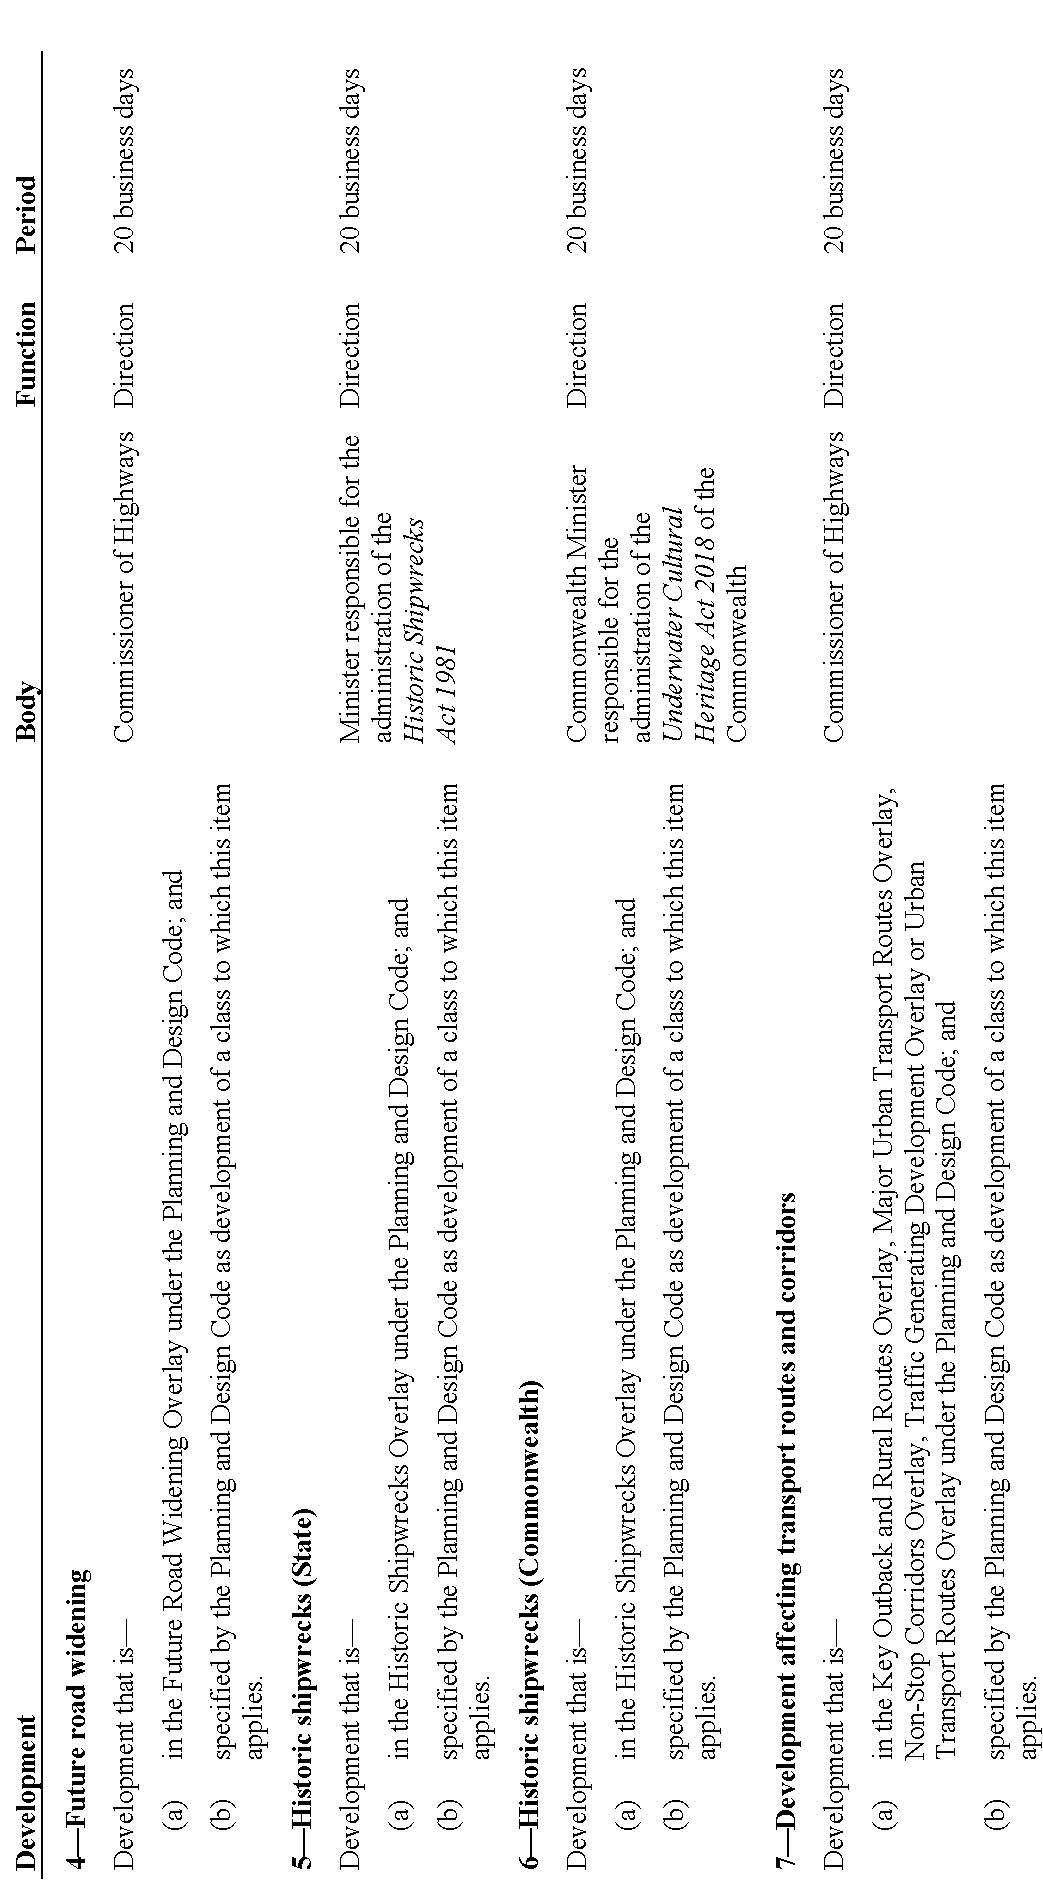 Development Body Function Period
4—Future road widening
Development that is— Commissioner of Highways Direction 20 business days
(a) in the Future Road Widening Overlay under the Planning and Design Code; and
(b) specified by the Planning and Design Code as development of a class to which this item
applies.
5—Historic shipwrecks (State)
Development that is— Minister responsible for the Direction 20 business days
administration of the
(a) in the Historic Shipwrecks Overlay under the Planning and Design Code; and Historic Shipwrecks
(b) specified by the Planning and Design Code as development of a class to which this item Act 1981
applies.
6—Historic shipwrecks (Commonwealth)
Development that is— Commonwealth Minister Direction 20 business days
responsible for the
(a) in the Historic Shipwrecks Overlay under the Planning and Design Code; and administration of the
(b) specified by the Planning and Design Code as development of a class to which this item Underwater Cultural
applies. Heritage Act 2018 of the
Commonwealth
7—Development affecting transport routes and corridors
Development that is— Commissioner of Highways Direction 20 business days
(a) in the Key Outback and Rural Routes Overlay, Major Urban Transport Routes Overlay,
Non-Stop Corridors Overlay, Traffic Generating Development Overlay or Urban
Transport Routes Overlay under the Planning and Design Code; and
(b) specified by the Planning and Design Code as development of a class to which this item
applies.